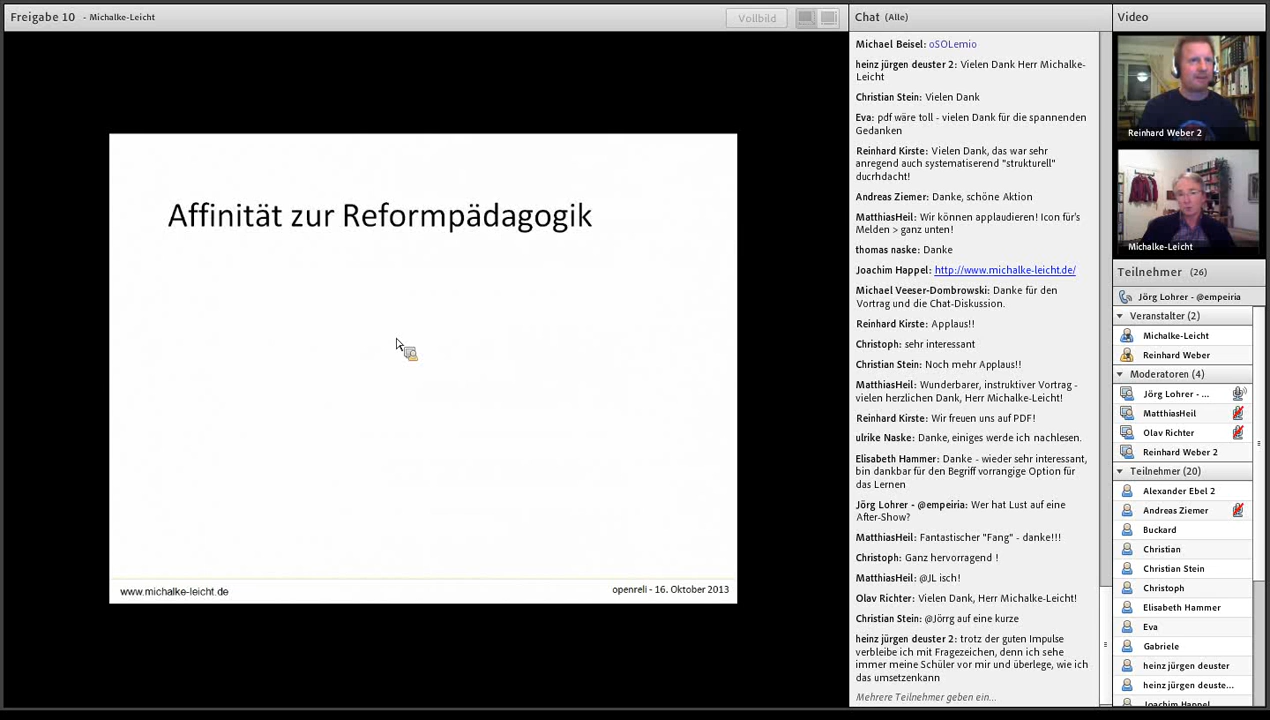 Freigabe 10 - Michalke-Leicht
Vollbild
Affinität zur Reformpädagogik
www.michalke-leicht.de
openreli - 16. Oktober 2013
Chat (Alle)
Michael Beisel: oSOLemio
heinz jürgen deuster 2: Vielen Dank Herr Michalke-
Leicht
Christian Stein: Vielen Dank
Eva: pdf wäre toll - vielen Dank für die spannenden
Gedanken
Reinhard Kirste: Vielen Dank, das war sehr
anregend auch systematiserend "strukturell"
ducrhdacht!
Andreas Ziemer: Danke, schöne Aktion
MatthiasHeil: Wir können applaudieren! Icon für's
Melden > ganz unten!
thomas naske: Danke
Joachim Happel: http://www.michalke-leicht.de/
Michael Veeser-Dombrowski: Danke für den
Vortrag und die Chat-Diskussion.
Reinhard Kirste: Applaus!!
Christoph: sehr interessant
Christian Stein: Noch mehr Applaus!!
MatthiasHeil: Wunderbarer, instruktiver Vortrag -
vielen herzlichen Dank, Herr Michalke-Leicht!
Reinhard Kirste: Wir freuen uns auf PDF!
ulrike Naske: Danke, einiges werde ich nachlesen.
Elisabeth Hammer: Danke - wieder sehr interessant,
bin dankbar für den Begriff vorrangige Option für
das Lernen
Jörg Lohrer - @empeiria: Wer hat Lust auf eine
After-Show?
MatthiasHeil: Fantastischer "Fang" - danke!!!
Christoph: Ganz hervorragend !
MatthiasHeil: @JL isch!
Olav Richter: Vielen Dank, Herr Michalke-Leicht!
Christian Stein: @Jörrg auf eine kurze
heinz jürgen deuster 2: trotz der guten Impulse
verbleibe ich mit Fragezeichen, denn ich sehe
immer meine Schüler vor mir und überlege, wie ich
das umsetzenkann
Mehrere Teilnehmer geben ein...
Video
Reinhard Weber 2
Michalke-Leicht
Teilnehmer (26)
Jörg Lohrer - @empeiria
Veranstalter (2)
Michalke-Leicht
Reinhard Weber
Moderatoren (4)
Jörg Lohrer - ...
MatthiasHeil
Olav Richter
Reinhard Weber 2
Teilnehmer (20)
Alexander Ebel 2
Andreas Ziemer
Buckard
Christian
Christian Stein
Christoph
Elisabeth Hammer
Eva
Gabriele
heinz jürgen deuster
heinz jürgen deuste...
Joachim Happel